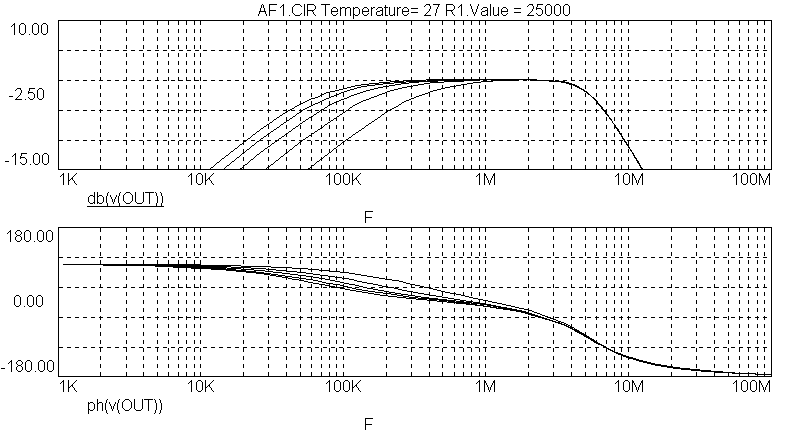 AF1.CIR Temperature= 27 R1.Value = 25000
10.00
-2.50
-15.00
1K 10K 100K 1M 10M 100M
db(v(OUT))
F
180.00
0.00
-180.00
1K 10K 100K 1M 10M 100M
ph(v(OUT))
F